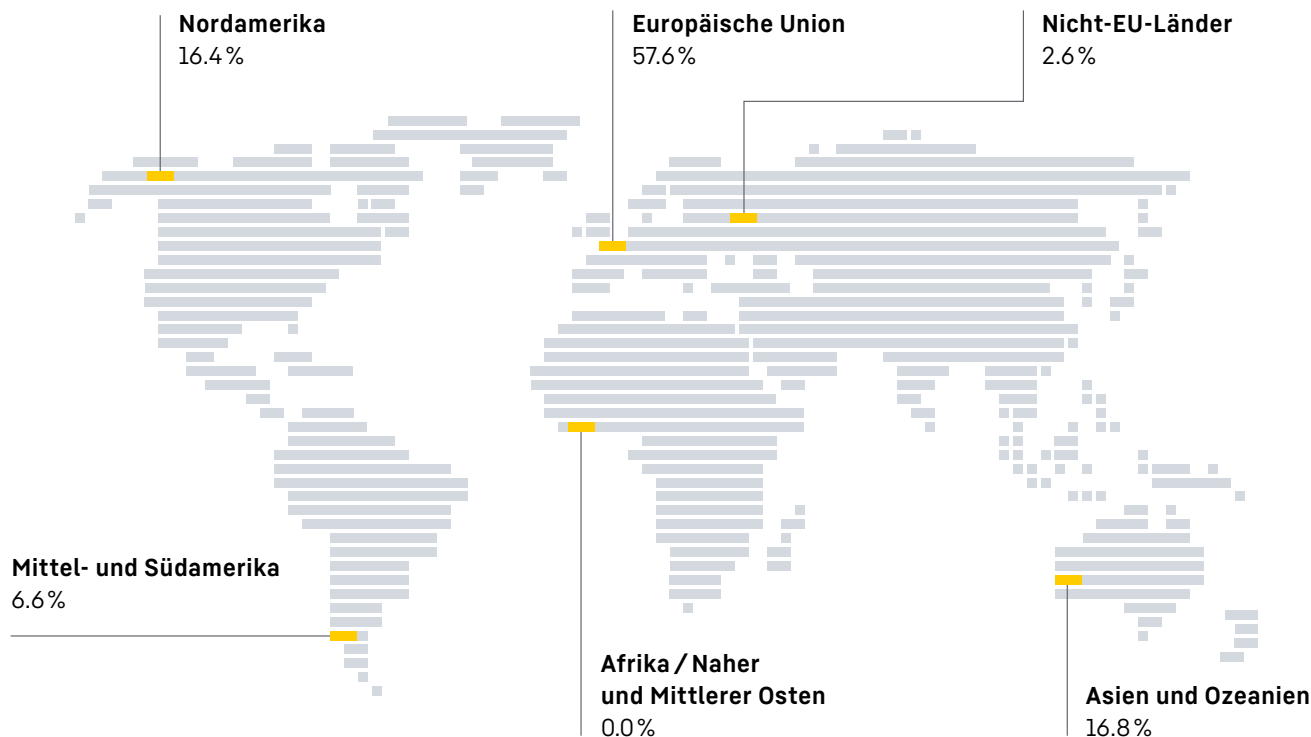 Nordamerika
16.4 %
Europäische Union
57.6 %
Nicht-EU-Länder
2.6 %
Mittel- und Südamerika
6.6 %
Afrika / Naher
und Mittlerer Osten
0.0 %
Asien und Ozeanien
16.8 %